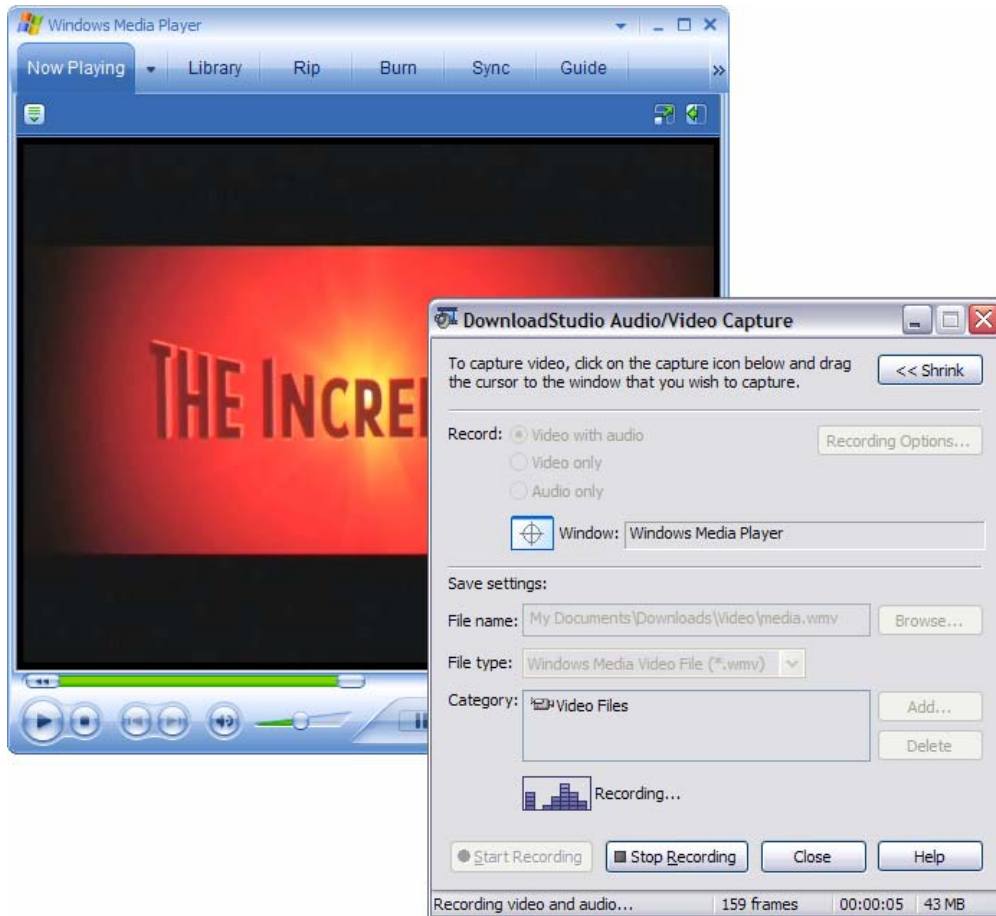 Windows Media Player
Now Playing Library Rip Burn Sync Guide »
THE INCRE
DownloadStudio Audio/Video Capture
To capture video, click on the capture icon below and drag
the cursor to the window that you wish to capture.
<< Shrink
Record: Video with audio
Recording Options...
Video only
Audio only
Window: Windows Media Player
Save settings:
File name: My Documents\Downloads\Video\media.wmv Browse...
File type: Windows Media Video File (*.wmv)
Category: Video Files
Add...
Delete
Recording...
Start Recording Stop Recording Close Help
Recording video and audio... 159 frames 00:00:05 43 MB